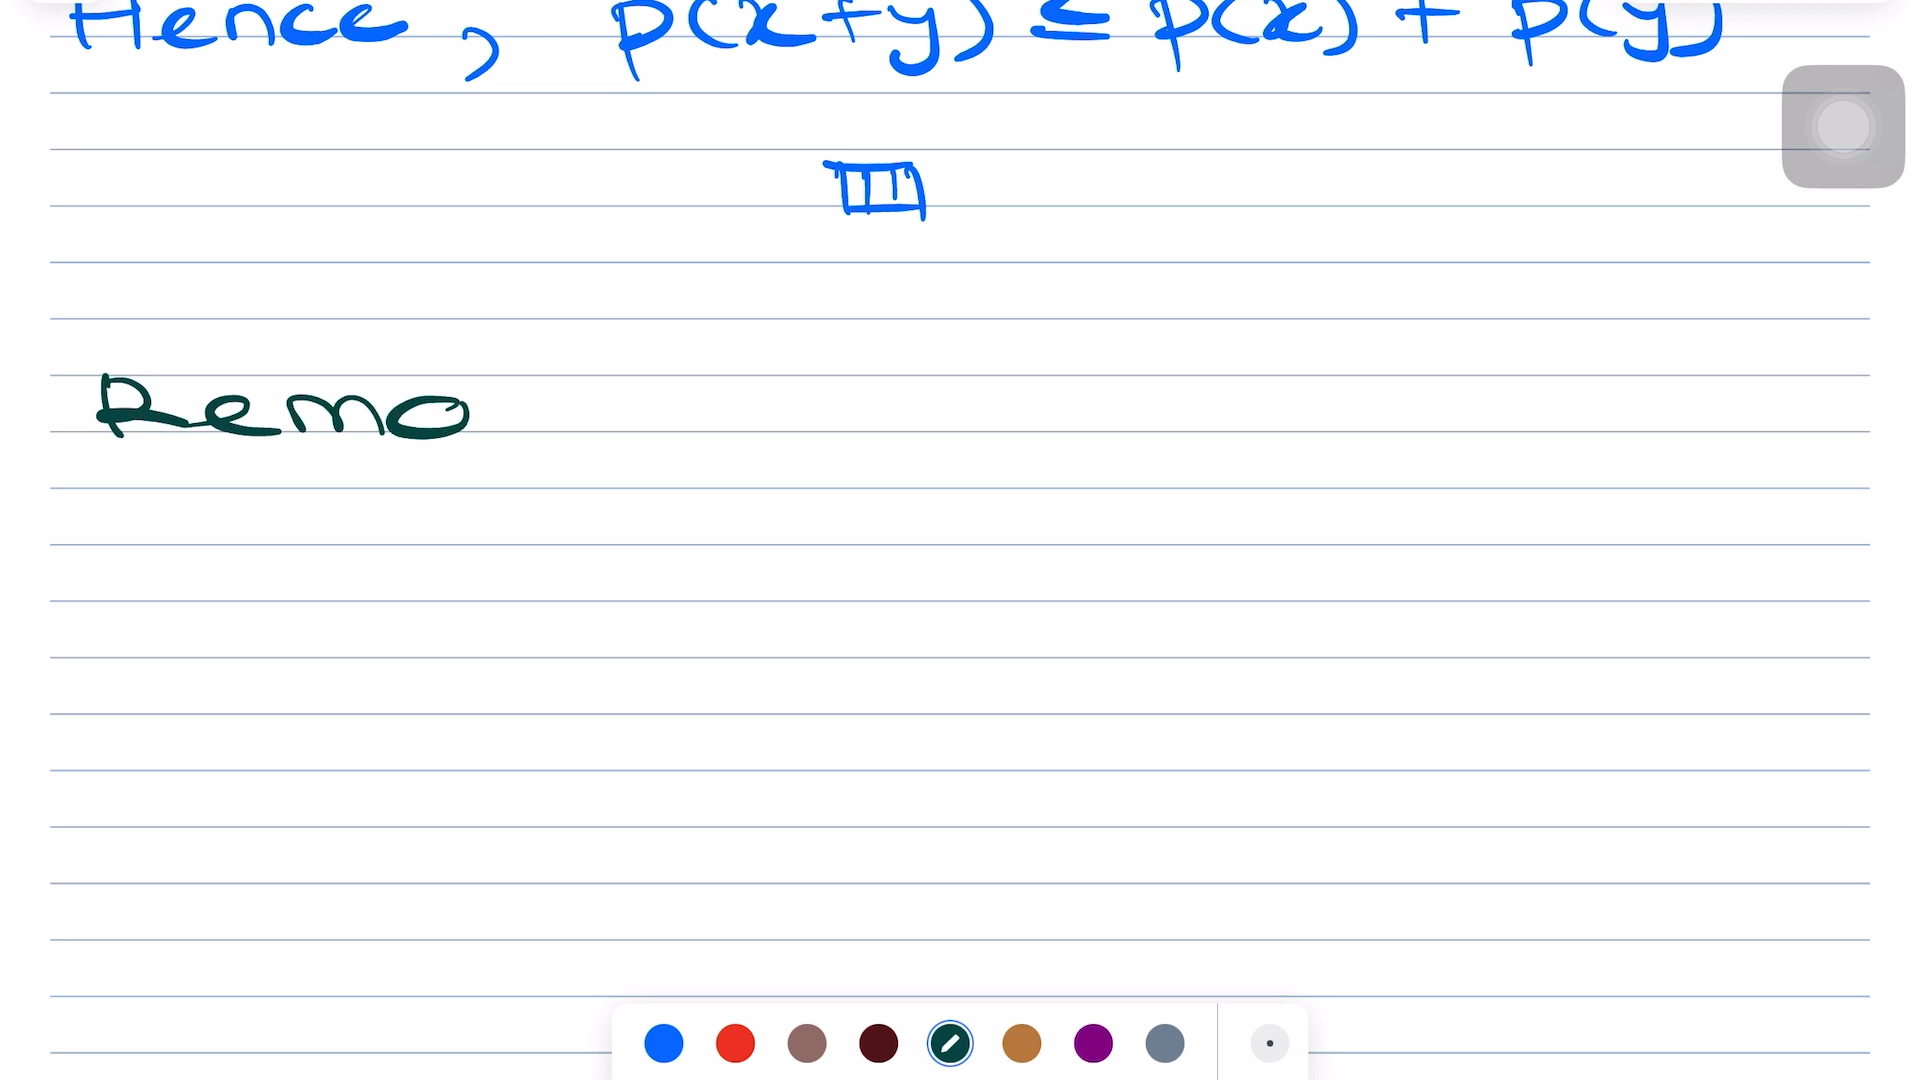 Hence, p(x+y) ≤ p(x) + p(y)
Remo